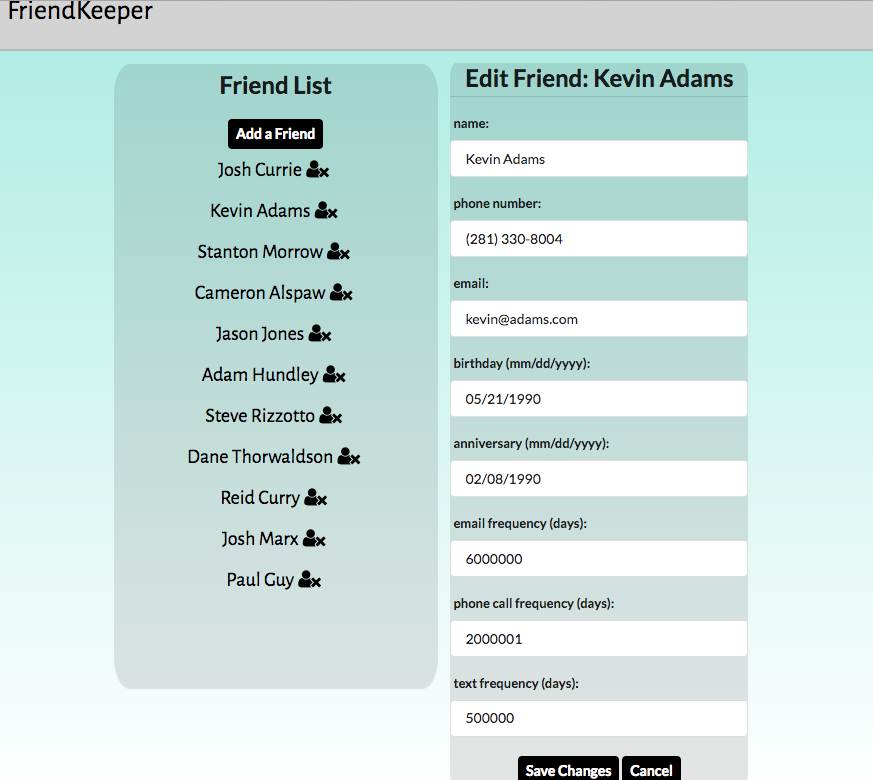 FriendKeeper
Friend List
Add a Friend
Josh Currie
Kevin Adams
Stanton Morrow
Cameron Alspaw
Jason Jones
Adam Hundley
Steve Rizzotto
Dane Thorwaldson
Reid Curry
Josh Marx
Paul Guy
Edit Friend: Kevin Adams
name:
Kevin Adams
phone number:
(281) 330-8004
email:
kevin@adams.com
birthday (mm/dd/yyyy):
05/21/1990
anniversary (mm/dd/yyyy):
02/08/1990
email frequency (days):
6000000
phone call frequency (days):
2000001
text frequency (days):
500000
Save Changes Cancel